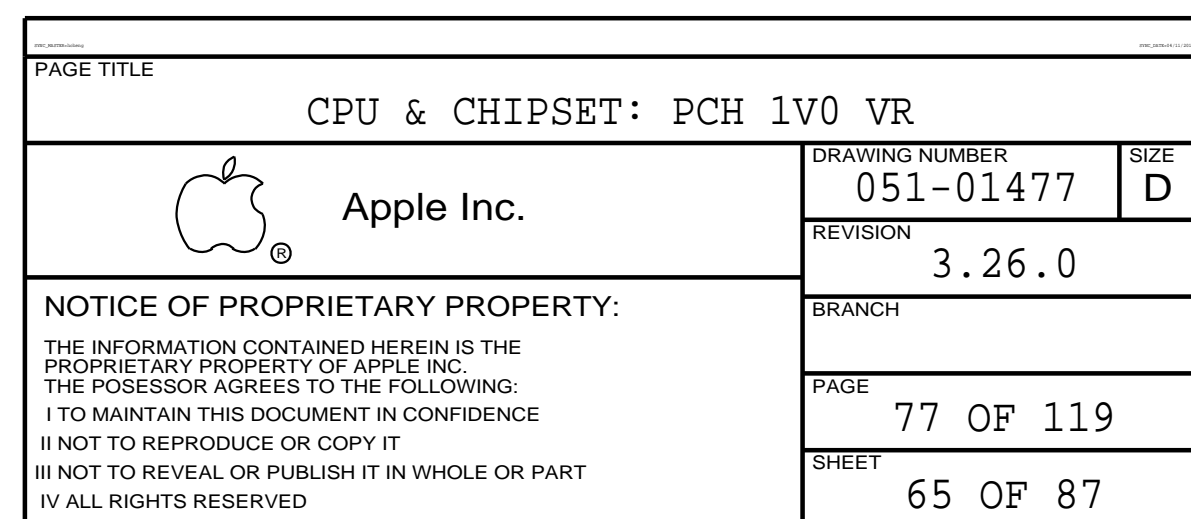 PAGE TITLE
CPU & CHIPSET: PCH 1V0 VR
Apple Inc.
®
DRAWING NUMBER
051-01477
SIZE
D
REVISION
3.26.0
NOTICE OF PROPRIETARY PROPERTY:
BRANCH
THE INFORMATION CONTAINED HEREIN IS THE
PROPRIETARY PROPERTY OF APPLE INC.
THE POSESSOR AGREES TO THE FOLLOWING:
I TO MAINTAIN THIS DOCUMENT IN CONFIDENCE
II NOT TO REPRODUCE OR COPY IT
III NOT TO REVEAL OR PUBLISH IT IN WHOLE OR PART
IV ALL RIGHTS RESERVED
PAGE
77 OF 119
SHEET
65 OF 87